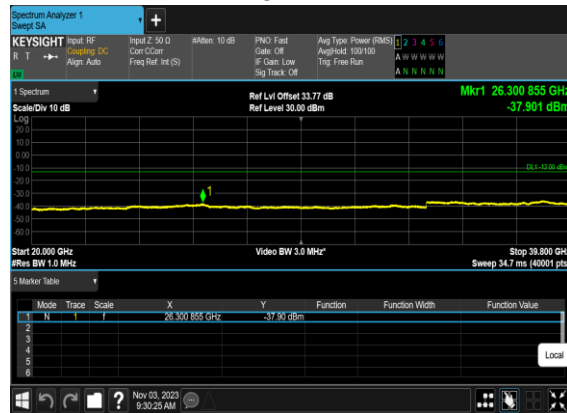 Spectrum Analyzer 1
Swept SA
KEYSIGHT Input: RF Input Z: 50 Ω #Atten: 10 dB PNO: Fast Avg Type: Power (RMS) 1 2 3 4 5 6
R T Coupling: DC Corr CCorr Gate: Off Avg|Hold: 100/100 A W W W W W
Align: Auto Freq Ref: Int (S) IF Gain: Low Trig: Free Run
LW Sig Track: Off A N N N N N
1 Spectrum Ref Lvl Offset 33.77 dB Mkr1 26.300 855 GHz
Scale/Div 10 dB Ref Level 30.00 dBm -37.901 dBm
Log
20.0
10.0
0.00
-10.0
DL1 -13.00 dBm
-20.0
-30.0
1
-40.0
-50.0
-60.0
Start 20.000 GHz Video BW 3.0 MHz* Stop 39.800 GHz
#Res BW 1.0 MHz Sweep 34.7 ms (40001 pts)
5 Marker Table
Mode Trace Scale X Y Function Function Width Function Value
1 N 1 f 26.300 855 GHz -37.90 dBm
2
3
4
5
6
Local
Nov 03, 2023
9:30:25 AM